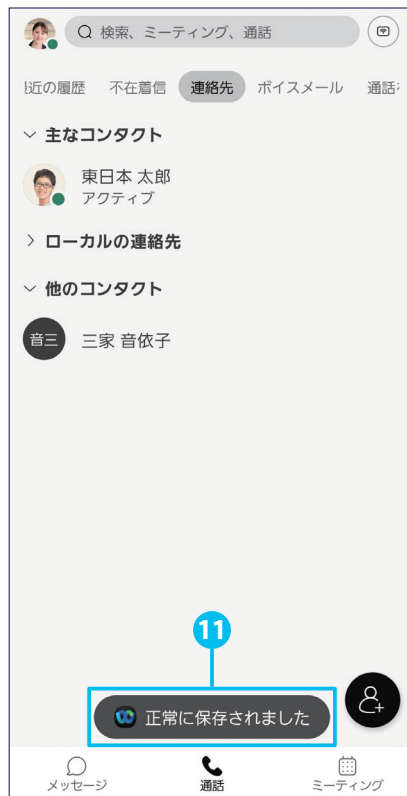 検索、ミーティング、通話
近の履歴 不在着信 連絡先 ボイスメール 通話
主なコンタクト
東日本 太郎
アクティブ
ローカルの連絡先
他のコンタクト
音三 三家 音依子
11
正常に保存されました
メッセージ 通話 ミーティング